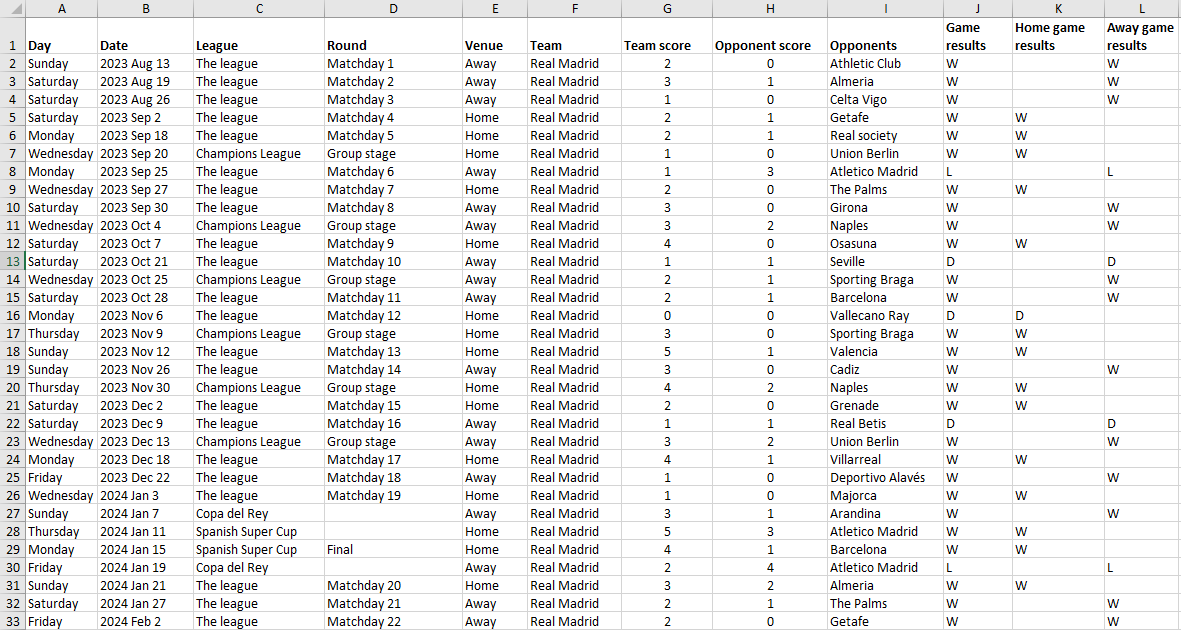 A B C D E F G H I J K L
1 Day Date League Round Venue Team Team score Opponent score Opponents Game results Home game results Away game results
2 Sunday 2023 Aug 13 The league Matchday 1 Away Real Madrid 2 0 Athletic Club W W
3 Saturday 2023 Aug 19 The league Matchday 2 Away Real Madrid 3 1 Almeria W W
4 Saturday 2023 Aug 26 The league Matchday 3 Away Real Madrid 1 0 Celta Vigo W W
5 Saturday 2023 Sep 2 The league Matchday 4 Home Real Madrid 2 1 Getafe W W
6 Monday 2023 Sep 18 The league Matchday 5 Home Real Madrid 2 1 Real society W W
7 Wednesday 2023 Sep 20 Champions League Group stage Home Real Madrid 1 0 Union Berlin W W
8 Monday 2023 Sep 25 The league Matchday 6 Away Real Madrid 1 3 Atletico Madrid L L
9 Wednesday 2023 Sep 27 The league Matchday 7 Home Real Madrid 2 0 The Palms W W
10 Saturday 2023 Sep 30 The league Matchday 8 Away Real Madrid 3 0 Girona W W
11 Wednesday 2023 Oct 4 Champions League Group stage Away Real Madrid 3 2 Naples W W
12 Saturday 2023 Oct 7 The league Matchday 9 Home Real Madrid 4 0 Osasuna W W
13 Saturday 2023 Oct 21 The league Matchday 10 Away Real Madrid 1 1 Seville D D
14 Wednesday 2023 Oct 25 Champions League Group stage Away Real Madrid 2 1 Sporting Braga W W
15 Saturday 2023 Oct 28 The league Matchday 11 Away Real Madrid 2 1 Barcelona W W
16 Monday 2023 Nov 6 The league Matchday 12 Home Real Madrid 0 0 Vallecano Ray D D
17 Thursday 2023 Nov 9 Champions League Group stage Home Real Madrid 3 0 Sporting Braga W W
18 Sunday 2023 Nov 12 The league Matchday 13 Home Real Madrid 5 1 Valencia W W
19 Sunday 2023 Nov 26 The league Matchday 14 Away Real Madrid 3 0 Cadiz W W
20 Thursday 2023 Nov 30 Champions League Group stage Home Real Madrid 4 2 Naples W W
21 Saturday 2023 Dec 2 The league Matchday 15 Home Real Madrid 2 0 Grenade W W
22 Saturday 2023 Dec 9 The league Matchday 16 Away Real Madrid 1 1 Real Betis D D
23 Wednesday 2023 Dec 13 Champions League Group stage Away Real Madrid 3 2 Union Berlin W W
24 Monday 2023 Dec 18 The league Matchday 17 Home Real Madrid 4 1 Villarreal W W
25 Friday 2023 Dec 22 The league Matchday 18 Away Real Madrid 1 0 Deportivo Alavés W W
26 Wednesday 2024 Jan 3 The league Matchday 19 Home Real Madrid 1 0 Majorca W W
27 Sunday 2024 Jan 7 Copa del Rey Away Real Madrid 3 1 Arandina W W
28 Thursday 2024 Jan 11 Spanish Super Cup Home Real Madrid 5 3 Atletico Madrid W W
29 Monday 2024 Jan 15 Spanish Super Cup Final Home Real Madrid 4 1 Barcelona W W
30 Friday 2024 Jan 19 Copa del Rey Away Real Madrid 2 4 Atletico Madrid L L
31 Sunday 2024 Jan 21 The league Matchday 20 Home Real Madrid 3 2 Almeria W W
32 Saturday 2024 Jan 27 The league Matchday 21 Away Real Madrid 2 1 The Palms W W
33 Friday 2024 Feb 2 The league Matchday 22 Away Real Madrid 2 0 Getafe W W